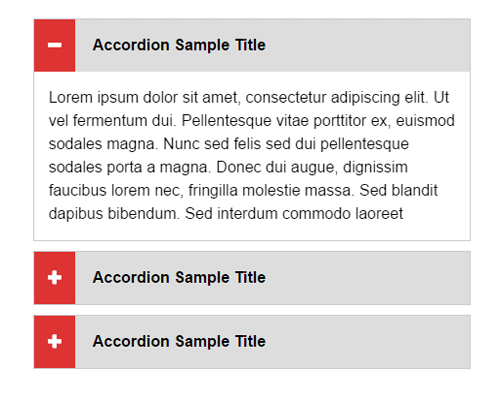 Accordion Sample Title
Lorem ipsum dolor sit amet, consectetur adipiscing elit. Ut
vel fermentum dui. Pellentesque vitae porttitor ex, euismod
sodales magna. Nunc sed felis sed dui pellentesque
sodales porta a magna. Donec dui augue, dignissim
faucibus lorem nec, fringilla molestie massa. Sed blandit
dapibus bibendum. Sed interdum commodo laoreet
Accordion Sample Title
Accordion Sample Title